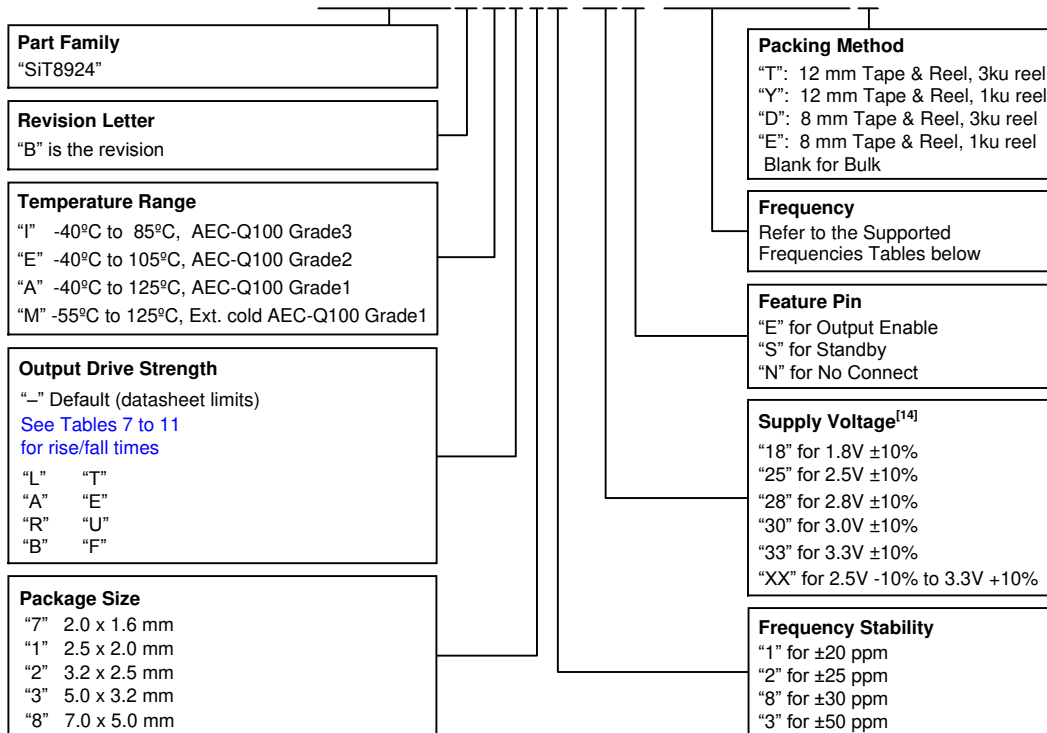 Part Family
“SiT8924”
Revision Letter
“B” is the revision
Temperature Range
“I” -40ºC to 85ºC, AEC-Q100 Grade3
“E” -40ºC to 105ºC, AEC-Q100 Grade2
“A” -40ºC to 125ºC, AEC-Q100 Grade1
“M” -55ºC to 125ºC, Ext. cold AEC-Q100 Grade1
Output Drive Strength
“–” Default (datasheet limits)
See Tables 7 to 11
for rise/fall times
“L” “T”
“A” “E”
“R” “U”
“B” “F”
Package Size
“7” 2.0 x 1.6 mm
“1” 2.5 x 2.0 mm
“2” 3.2 x 2.5 mm
“3” 5.0 x 3.2 mm
“8” 7.0 x 5.0 mm
Packing Method
“T”: 12 mm Tape & Reel, 3ku reel
“Y”: 12 mm Tape & Reel, 1ku reel
“D”: 8 mm Tape & Reel, 3ku reel
“E”: 8 mm Tape & Reel, 1ku reel
Blank for Bulk
Frequency
Refer to the Supported
Frequencies Tables below
Feature Pin
“E” for Output Enable
“S” for Standby
“N” for No Connect
Supply Voltage[14]
“18” for 1.8V ±10%
“25” for 2.5V ±10%
“28” for 2.8V ±10%
“30” for 3.0V ±10%
“33” for 3.3V ±10%
“XX” for 2.5V -10% to 3.3V +10%
Frequency Stability
“1” for ±20 ppm
“2” for ±25 ppm
“8” for ±30 ppm
“3” for ±50 ppm